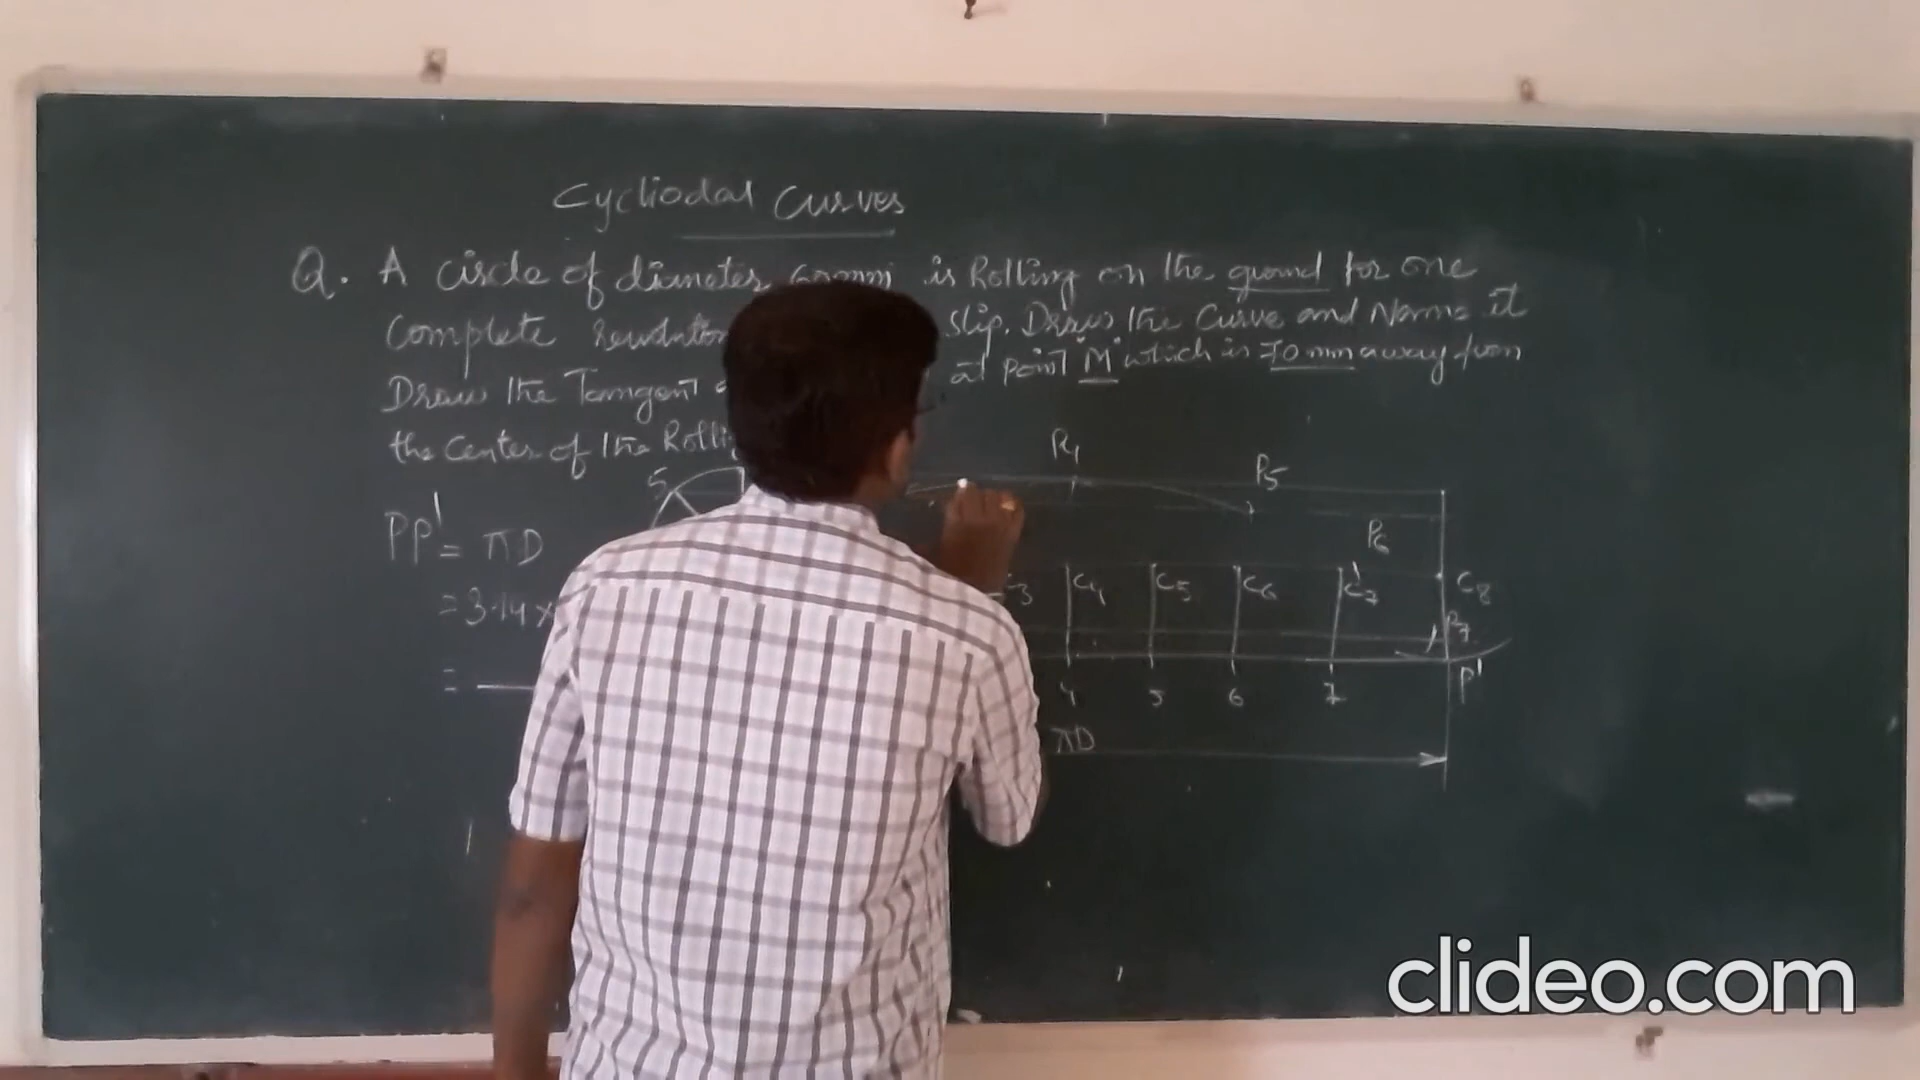 Cycliodal Curves
Q. A circle of diameter 60mm is Rolling on the ground for one
Complete slip. Draw the Curve and Name it
Draw the Tangent at point 'M' which is 70 mm away from
the Center of the
5 P4 P5
PP' = πD
P6
= 3.14 ×
C3 C4 C5 C6 C7 C8
P7
=
4 5 6 7 P'
πD
clideo.com